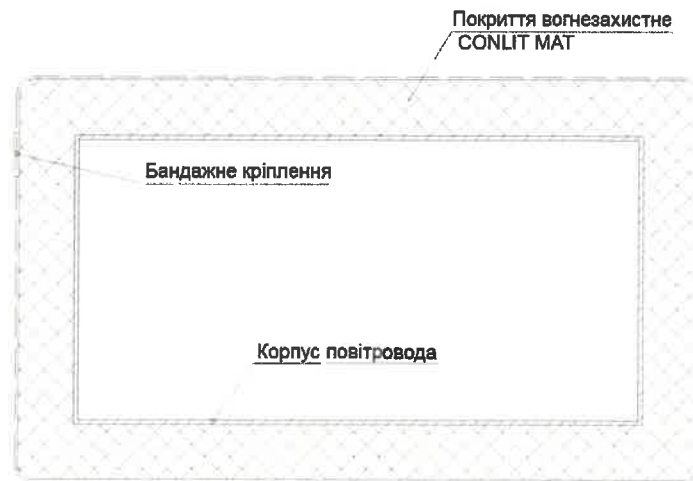 Покриття вогнезахистне
CONLIT MAT
Бандажне кріплення
Корпус повітровода